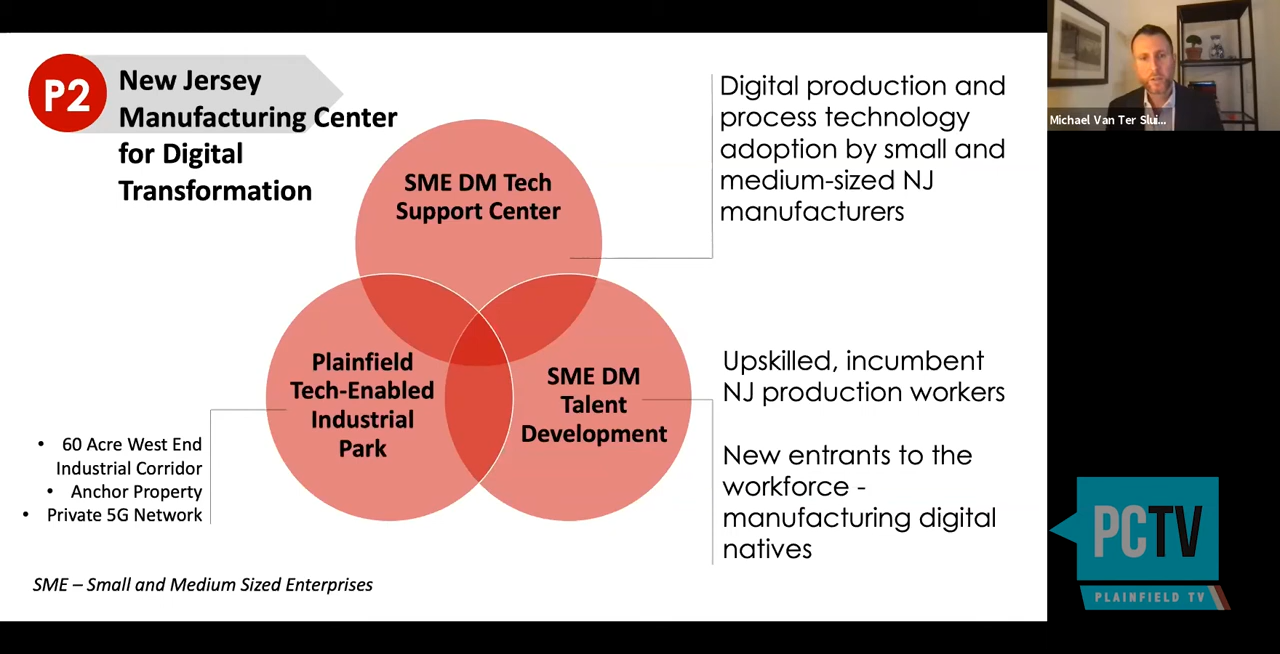 P2
New Jersey
Manufacturing Center
for Digital
Transformation
SME DM Tech
Support Center
Plainfield
Tech-Enabled
Industrial
Park
SME DM
Talent
Development
• 60 Acre West End
Industrial Corridor
• Anchor Property
• Private 5G Network
SME – Small and Medium Sized Enterprises
Digital production and
process technology
adoption by small and
medium-sized NJ
manufacturers
Upskilled, incumbent
NJ production workers
New entrants to the
workforce -
manufacturing digital
natives
Michael Van Ter Slui...
PCTV
PLAINFIELD TV